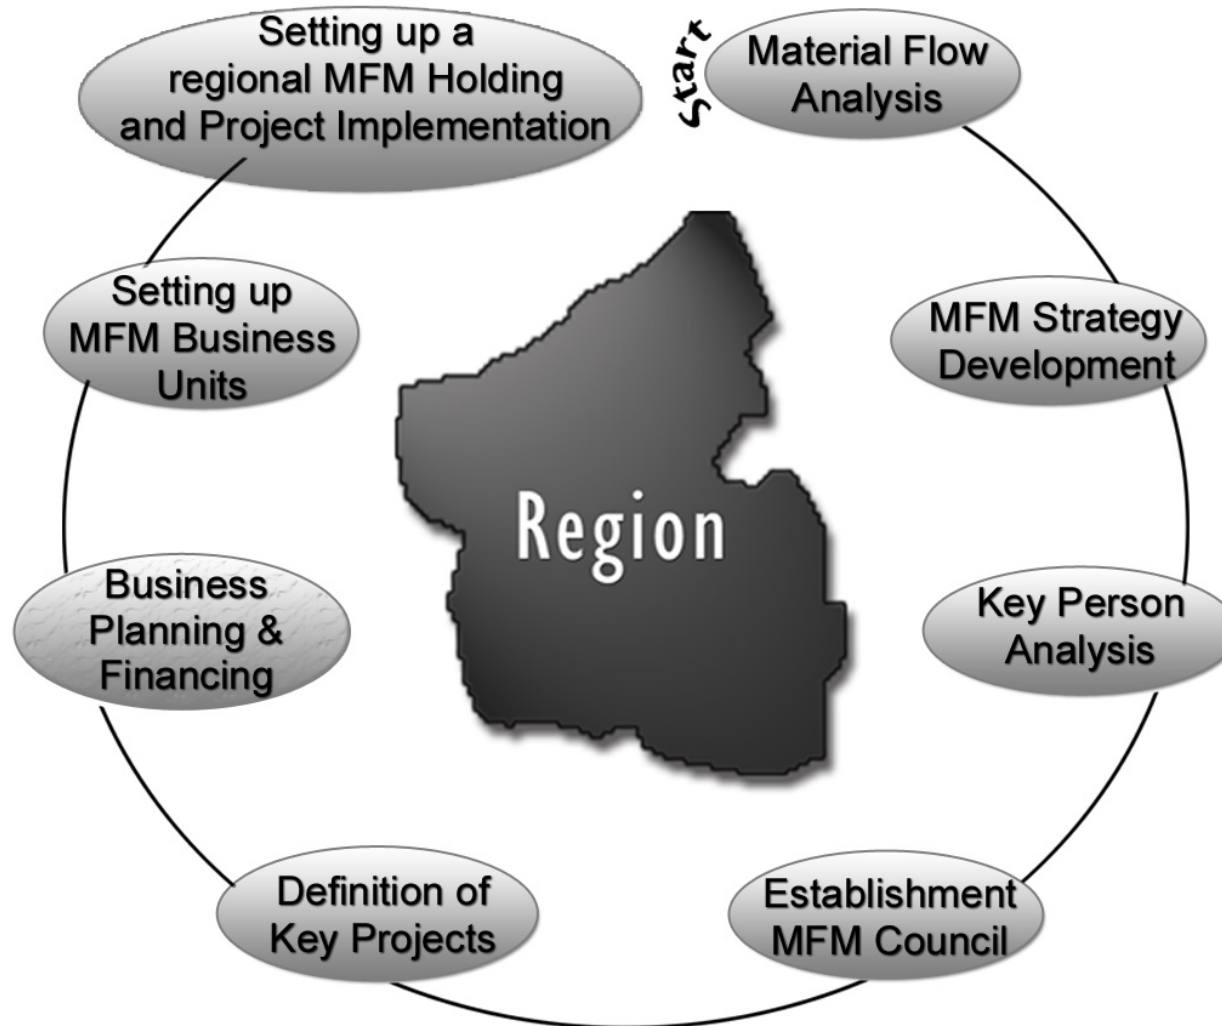 Start
Material Flow
Analysis
MFM Strategy
Development
Key Person
Analysis
Establishment
MFM Council
Definition of
Key Projects
Business
Planning &
Financing
Setting up
MFM Business
Units
Setting up a
regional MFM Holding
and Project Implementation
Region